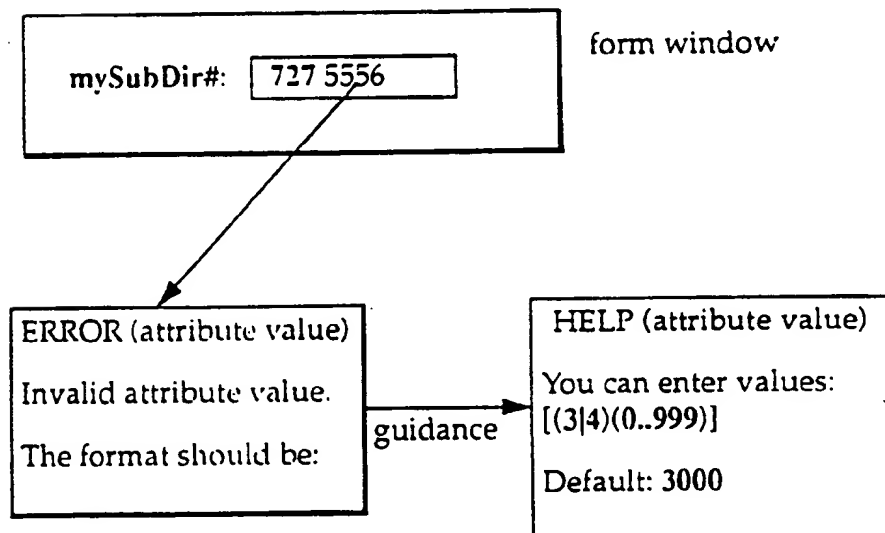 form window
mySubDir#: 727 5556
ERROR (attribute value)
Invalid attribute value.
The format should be:
guidance
HELP (attribute value)
You can enter values:
[(3|4)(0..999)]
Default: 3000